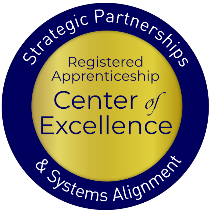 Strategic Partnerships
Registered
Apprenticeship
Center of
Excellence
& Systems Alignment